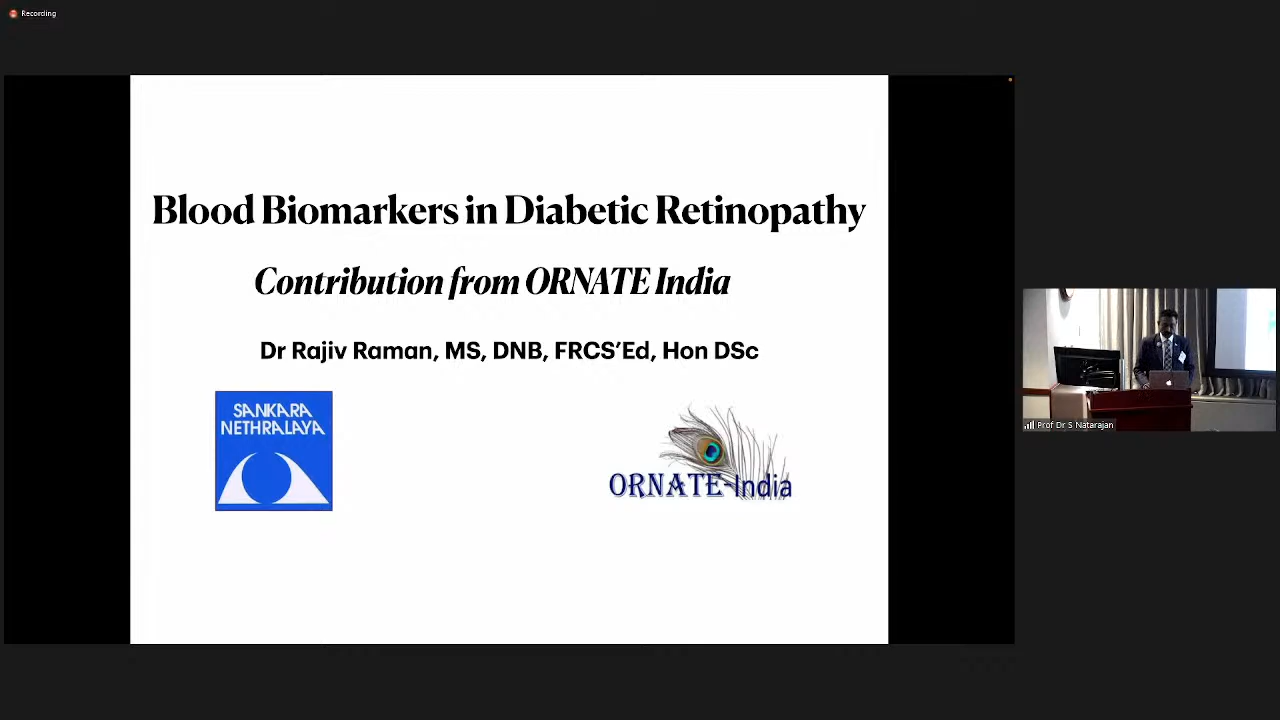 Recording
Blood Biomarkers in Diabetic Retinopathy
Contribution from ORNATE India
Dr Rajiv Raman, MS, DNB, FRCS'Ed, Hon DSc
SANKARA
NETHRALAYA
ORNATE-India
Prof Dr S Natarajan